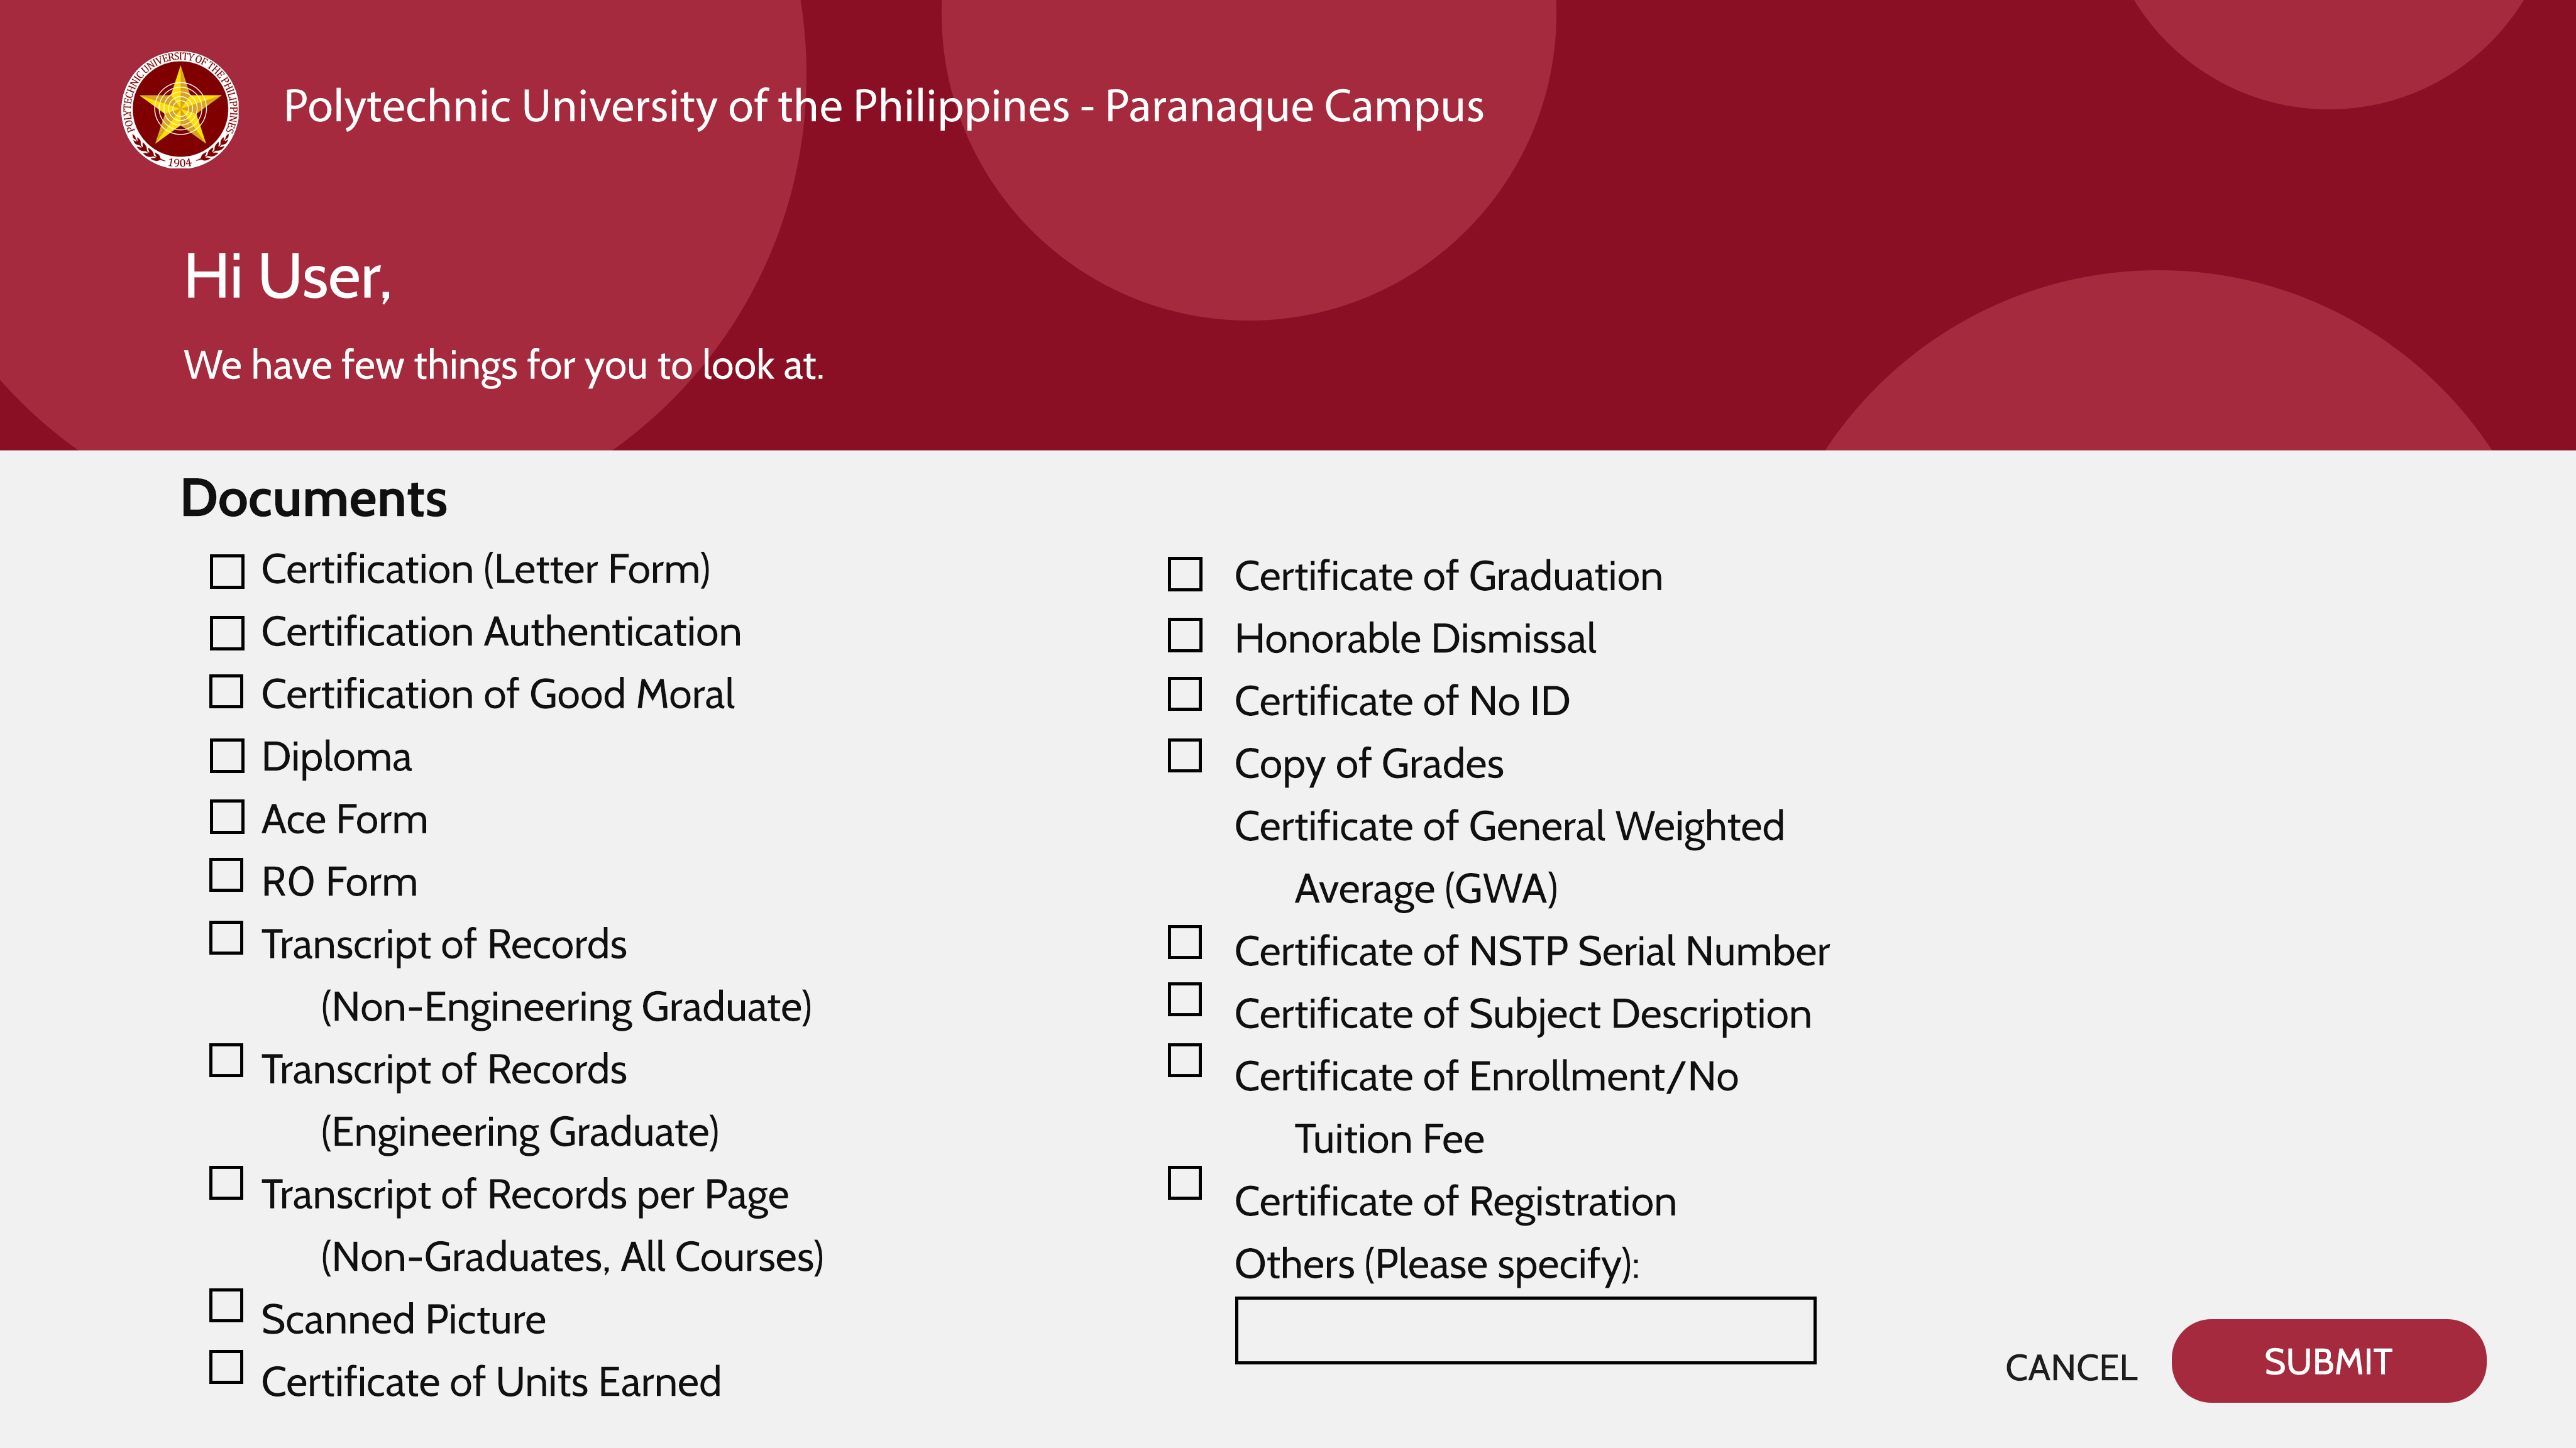 POLYTECHNIC UNIVERSITY OF THE PHILIPPINES
1904
Polytechnic University of the Philippines - Paranaque Campus
Hi User,
We have few things for you to look at.
Documents
Certification (Letter Form)
Certification Authentication
Certification of Good Moral
Diploma
Ace Form
RO Form
Transcript of Records
(Non-Engineering Graduate)
Transcript of Records
(Engineering Graduate)
Transcript of Records per Page
(Non-Graduates, All Courses)
Scanned Picture
Certificate of Units Earned
Certificate of Graduation
Honorable Dismissal
Certificate of No ID
Copy of Grades
Certificate of General Weighted
Average (GWA)
Certificate of NSTP Serial Number
Certificate of Subject Description
Certificate of Enrollment/No
Tuition Fee
Certificate of Registration
Others (Please specify):
CANCEL
SUBMIT